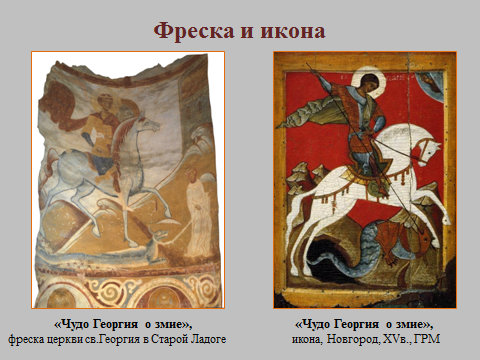 Фреска и икона
«Чудо Георгия о змие»,
фреска церкви св.Георгия в Старой Ладоге
«Чудо Георгия о змие»,
икона, Новгород, XVв., ГРМ